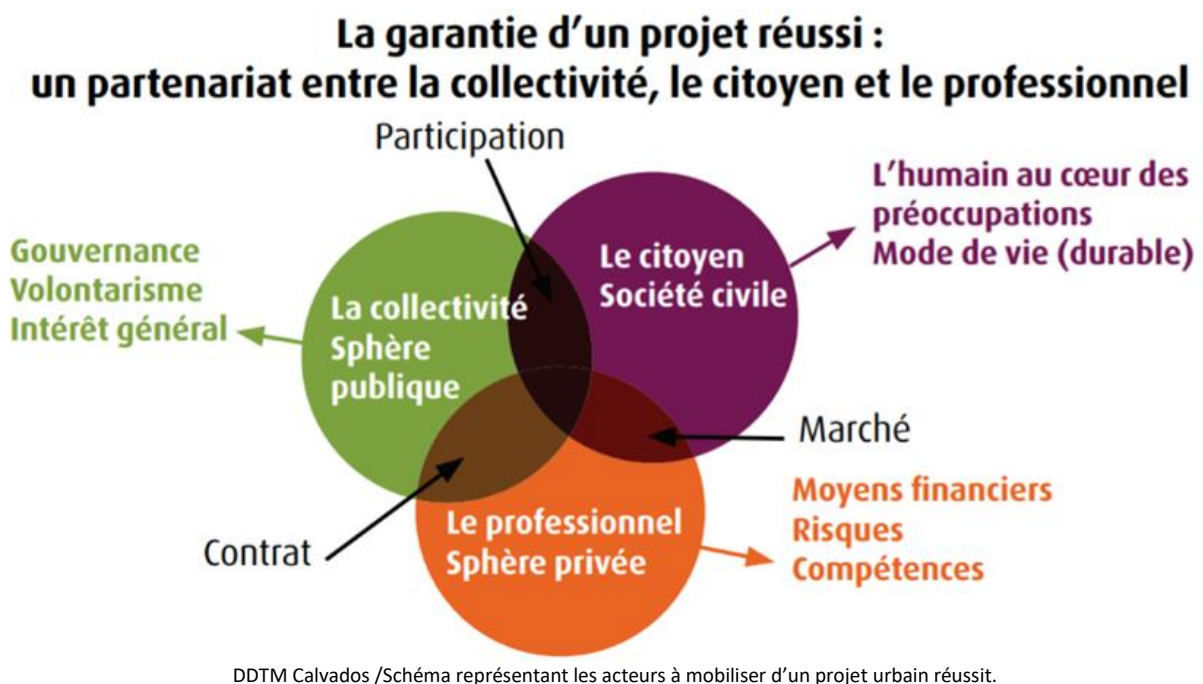 La garantie d'un projet réussi :
un partenariat entre la collectivité, le citoyen et le professionnel
Participation
L'humain au cœur des
préoccupations
Mode de vie (durable)
Gouvernance
Volontarisme
Intérêt général
Le citoyen
Société civile
La collectivité
Sphère
publique
Marché
Moyens financiers
Risques
Compétences
Le professionnel
Sphère privée
Contrat
DDTM Calvados /Schéma représentant les acteurs à mobiliser d'un projet urbain réussit.